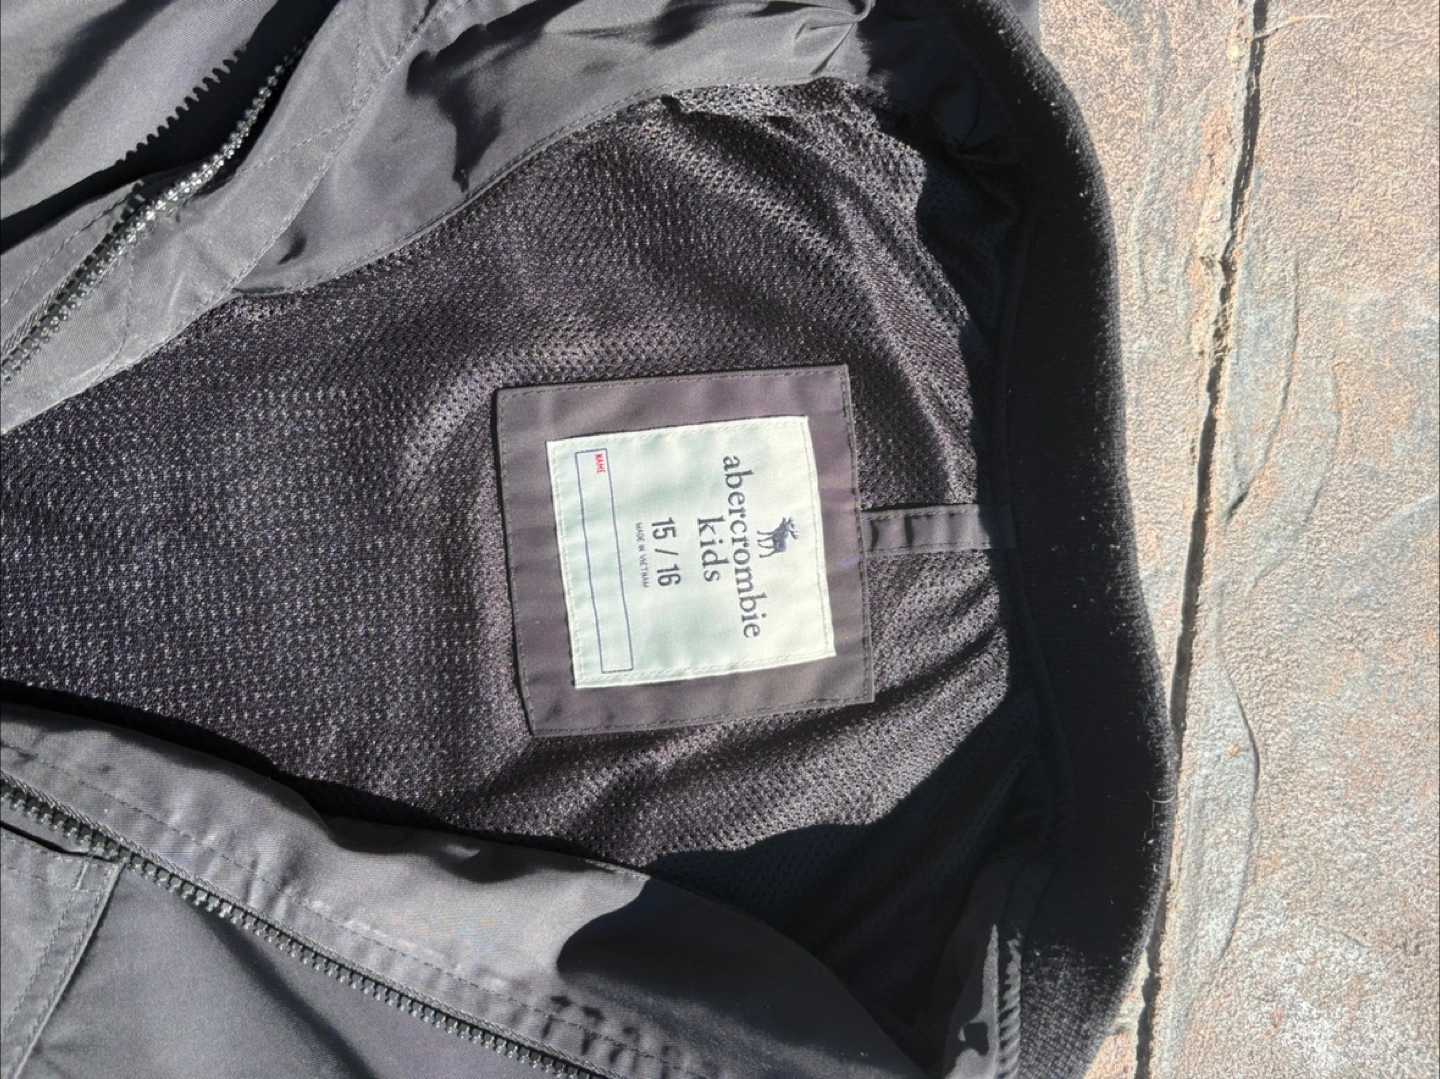 abercrombie
kids
15 / 16
MADE IN VIETNAM
NAME